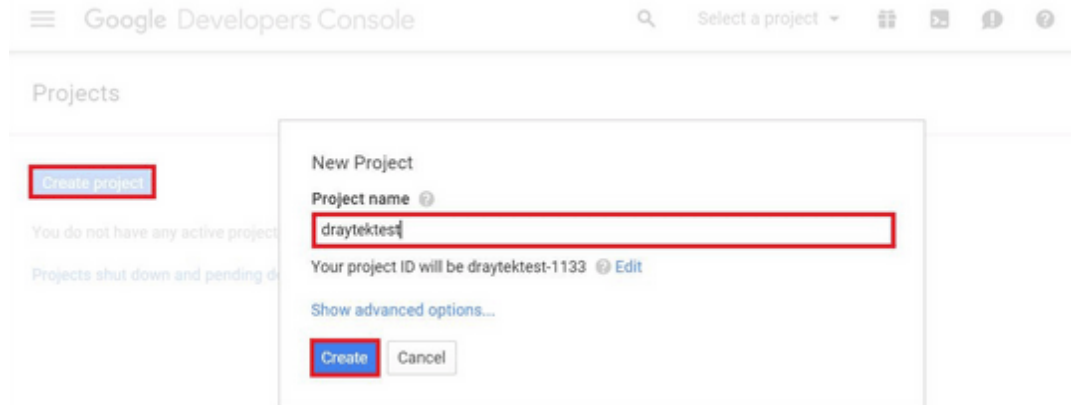 Google Developers Console Select a project
Projects
New Project
Create project
Project name
draytektest
You do not have any active project
Your project ID will be draytektest-1133 Edit
Projects shut down and pending de
Show advanced options...
Create Cancel